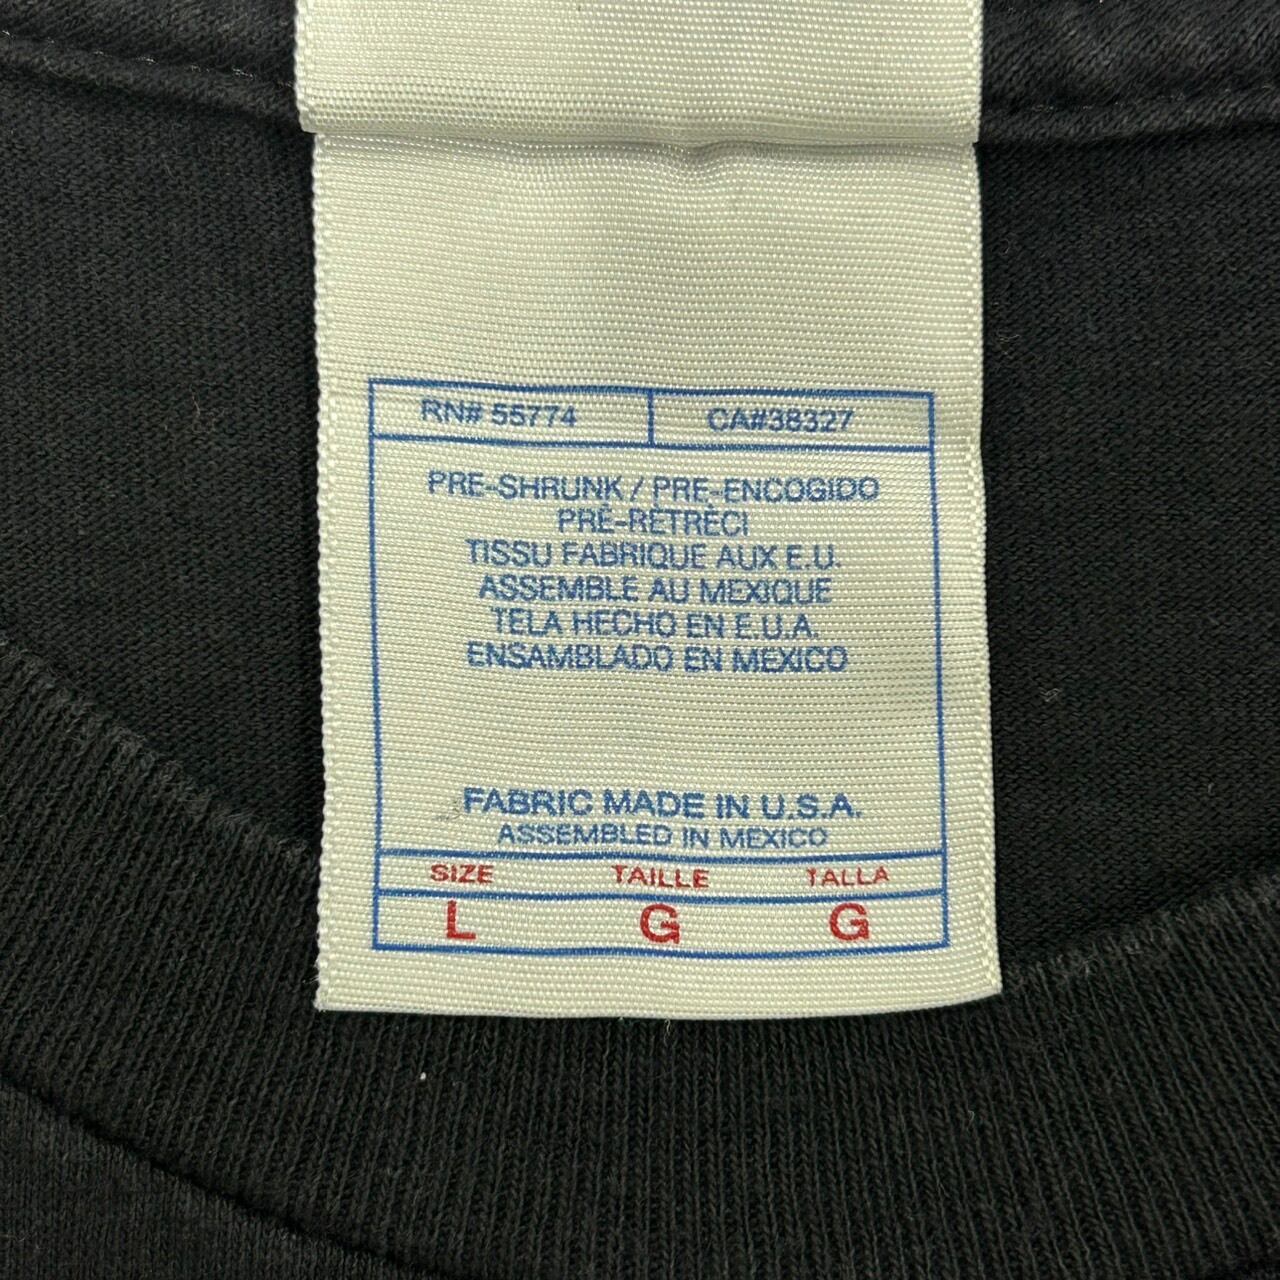 RN# 55774 CA#38327
PRE-SHRUNK / PRE-ENCOGIDO
PRÉ-RÈTRÈCI
TISSU FABRIQUE AUX E.U.
ASSEMBLE AU MEXIQUE
TELA HECHO EN E.U.A.
ENSAMBLADO EN MEXICO
FABRIC MADE IN U.S.A.
ASSEMBLED IN MEXICO
SIZE TAILLE TALLA
L G G